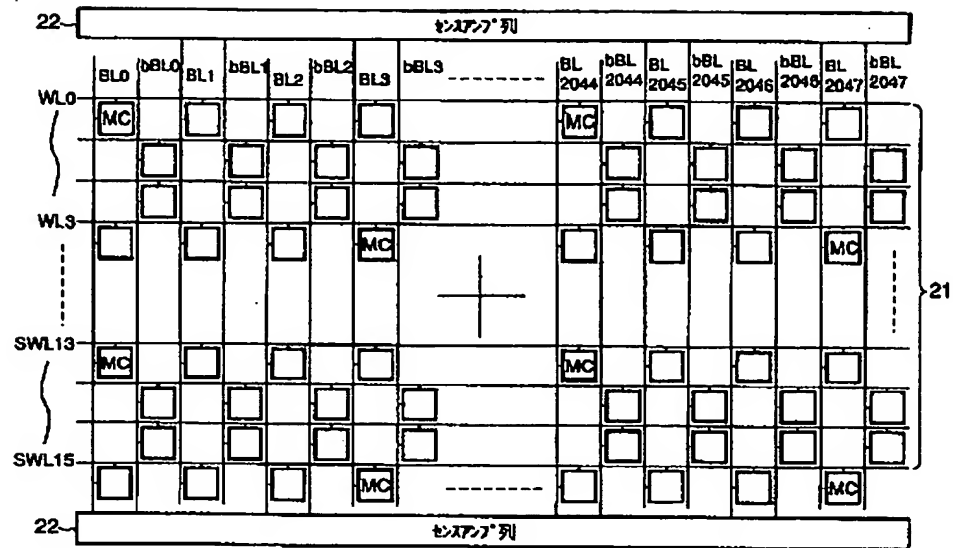 22
センスアンプ列
BL0 bBL0 BL1 bBL1 BL2 bBL2 BL3 bBL3 BL 2044 bBL 2044 BL 2045 bBL 2045 BL 2046 bBL 2046 BL 2047 bBL 2047
WL0
MC MC
WL3
MC MC
21
SWL13
MC MC
SWL15
MC MC
22
センスアンプ列